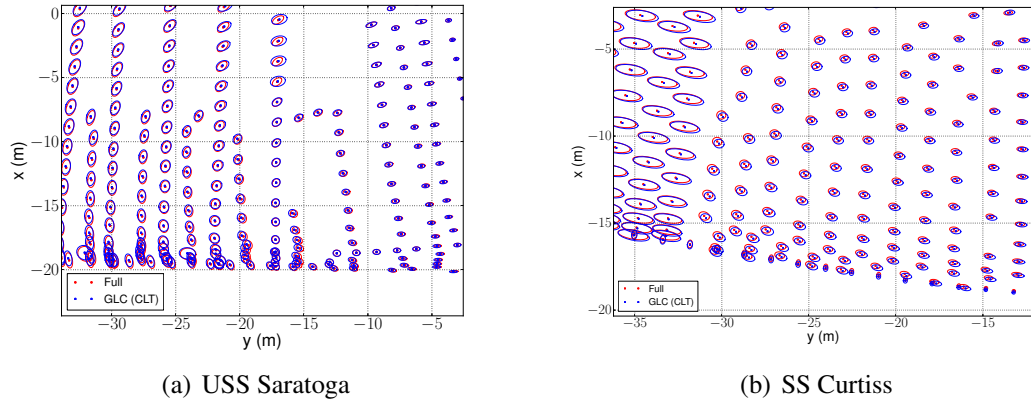 0
−5
−10
−15
−20
x (m)
Full
GLC (CLT)
−30 −25 −20 −15 −10 −5
y (m)
(a) USS Saratoga
−5
−10
−15
−20
x (m)
Full
GLC (CLT)
−35 −30 −25 −20 −15
y (m)
(b) SS Curtiss